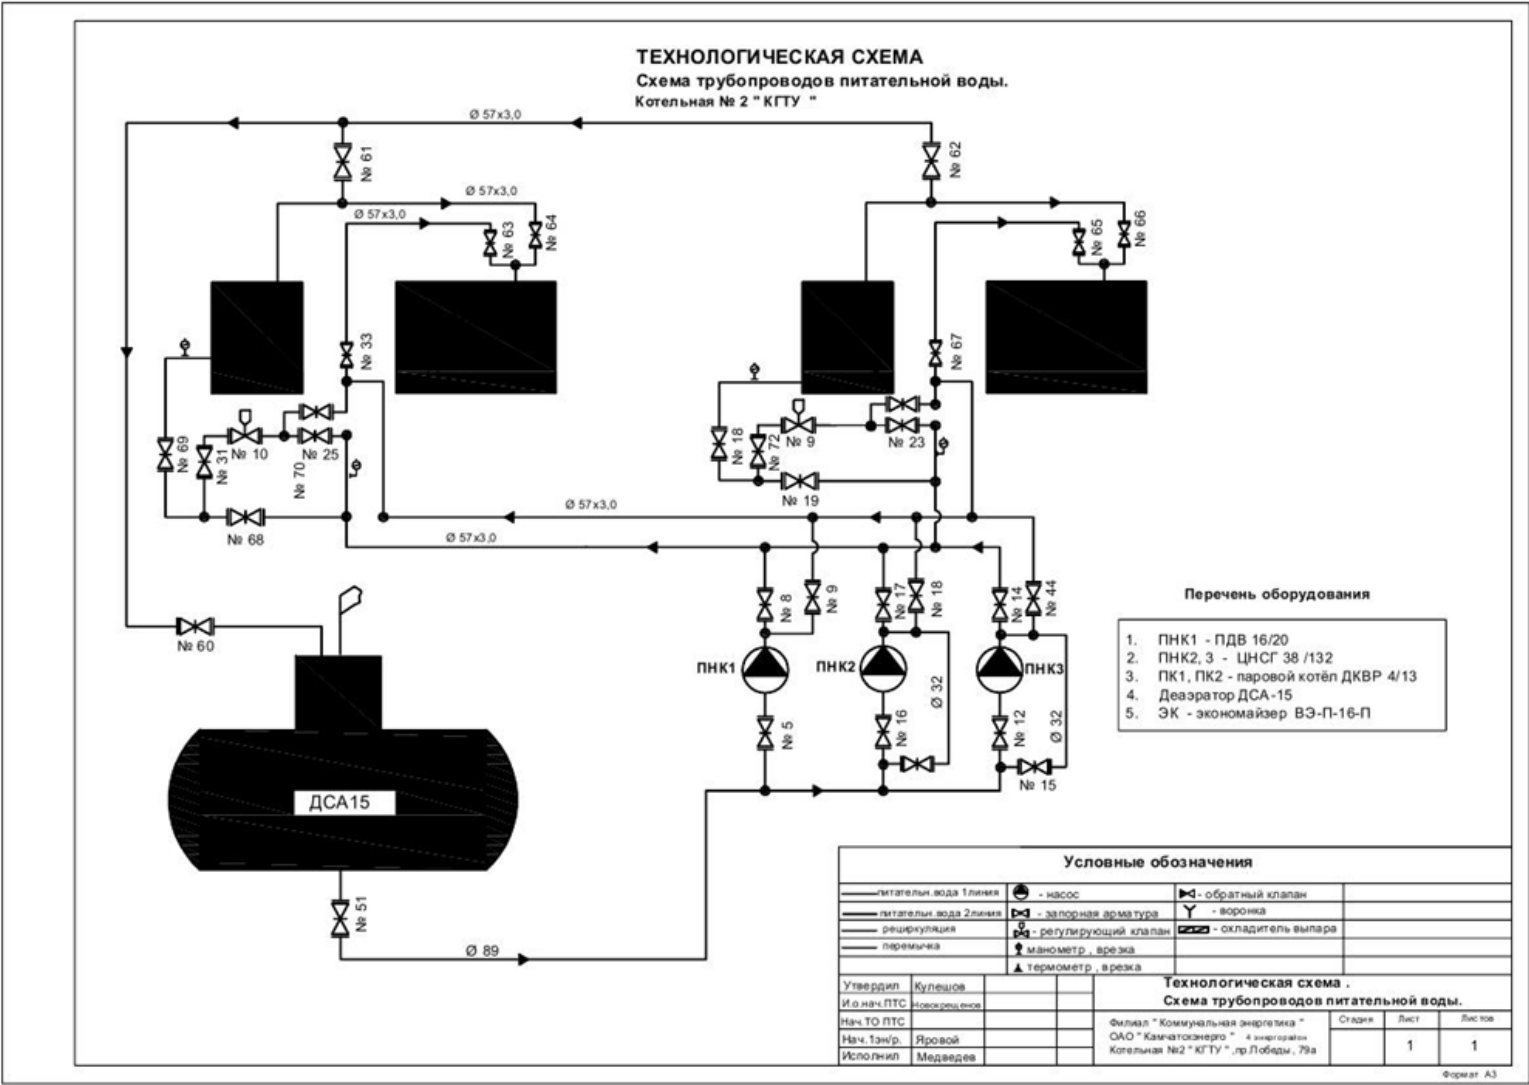 ТЕХНОЛОГИЧЕСКАЯ СХЕМА
Схема трубопроводов питательной воды.
Котельная № 2 " КГТУ "
Ø 57х3,0
№ 61
№ 62
Ø 57х3,0
Ø 57х3,0
№ 63
№ 64
№ 65
№ 66
№ 33
№ 67
№ 69
№ 31
№ 10
№ 25
№ 70
№ 68
№ 18
№ 72
№ 9
№ 23
№ 19
Ø 57х3,0
Ø 57х3,0
№ 8
№ 9
№ 17
№ 18
№ 14
№ 44
№ 60
ПНК1
ПНК2
ПНК3
Ø 32
Ø 32
№ 5
№ 16
№ 12
№ 15
ДСА15
№ 51
Ø 89
Перечень оборудования
1. ПНК1 - ПДВ 16/20
2. ПНК2, 3 - ЦНСГ 38 /132
3. ПК1, ПК2 - паровой котёл ДКВР 4/13
4. Деаэратор ДСА-15
5. ЭК - экономайзер ВЭ-П-16-П
Условные обозначения
питательн.вода 1линия
- насос
- обратный клапан
питательн.вода 2линия
- запорная арматура
- воронка
рециркуляция
- регулирующий клапан
- охладитель выпара
перемычка
манометр , врезка
термометр , врезка
Утвердил Кулешов
И.о.нач.ПТС Новокрещенов
Нач.ТО ПТС
Нач.1эн/р. Яровой
Исполнил Медведев
Технологическая схема .
Схема трубопроводов питательной воды.
Филиал " Коммунальная энергетика "
ОАО " Камчатскэнерго " 4 энергорайон
Котельная №2 " КГТУ " ,пр.Победы , 79а
Стадия Лист Листов
1 1
Формат А3